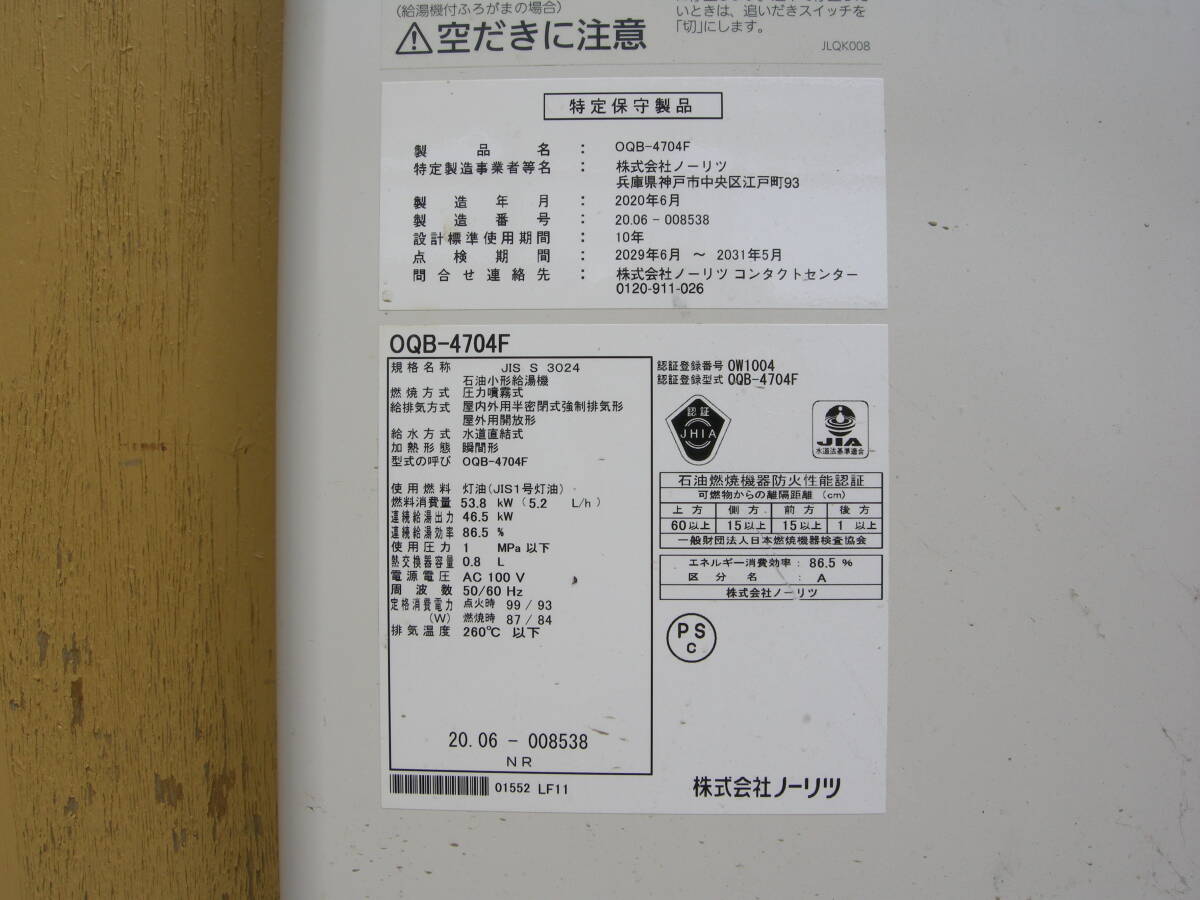 (給湯機付ふろがまの場合)
⚠空だきに注意
いときは、追いだきスイッチを
「切」にします。
JLQK008
特定保守製品
製品名 : OQB-4704F
特定製造事業者等名 : 株式会社ノーリツ
兵庫県神戸市中央区江戸町93
製造年月 : 2020年6月
製造番号 : 20.06-008538
設計標準使用期間 : 10年
点検期間 : 2029年6月 ～ 2031年5月
問合せ連絡先 : 株式会社ノーリツ コンタクトセンター
0120-911-026
OQB-4704F
規格名称 JIS S 3024
石油小形給湯機
燃焼方式 圧力噴霧式
給排気方式 屋内外用半密閉式強制排気形
屋外用開放形
給水方式 水道直結式
加熱形態 瞬間形
型式の呼び OQB-4704F
使用燃料 灯油(JIS1号灯油)
燃料消費量 53.8 kW (5.2 L/h)
連続給湯出力 46.5 kW
連続給湯効率 86.5 %
使用圧力 1 MPa 以下
熱交換器容量 0.8 L
電源電圧 AC 100 V
周波数 50/60 Hz
定格消費電力 点火時 99/93
(W) 燃焼時 87/84
排気温度 260℃ 以下
20.06-008538
NR
01552 LF11
認証登録番号 OW1004
認証登録型式 OQB-4704F
認証
JHIA
JIA
水道法基準適合
石油燃焼機器防火性能認証
可燃物からの離隔距離 (cm)
上方 側方 前方 後方
60以上 15以上 15以上 1以上
一般財団法人日本燃焼機器検査協会
エネルギー消費効率 : 86.5 %
区分名 : A
株式会社ノーリツ
PS
C
株式会社ノーリツ